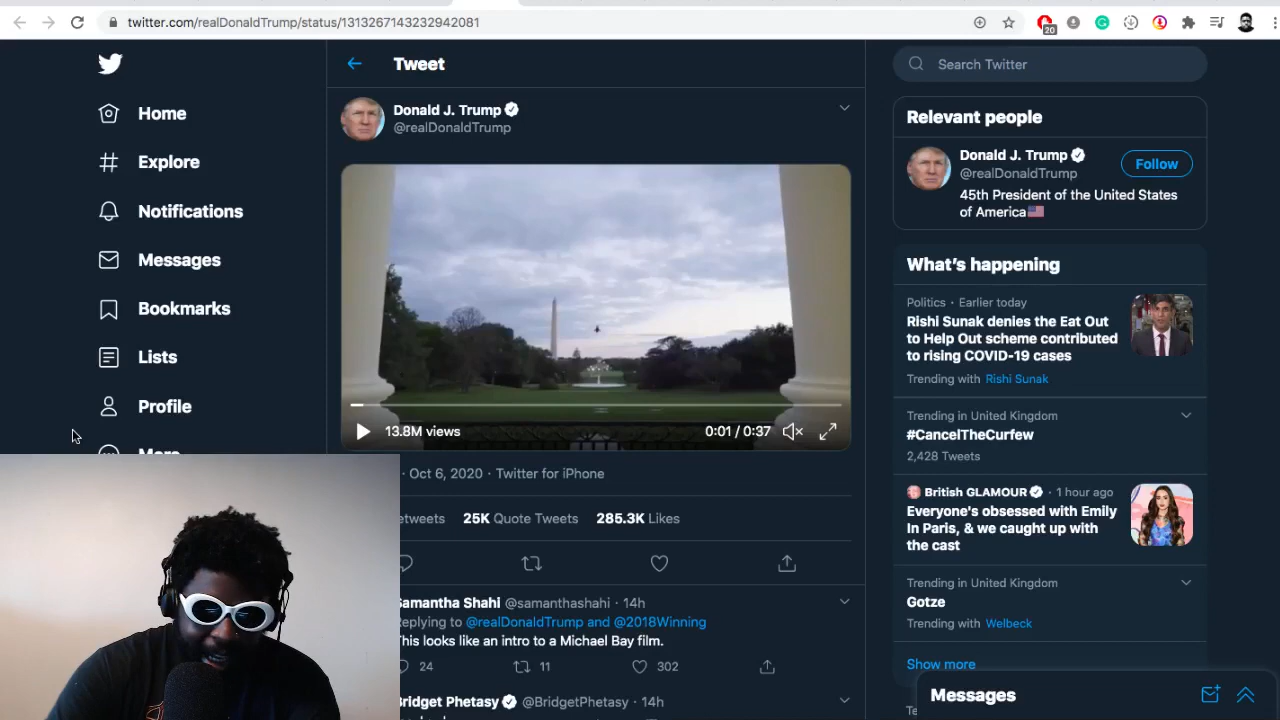 twitter.com/realDonaldTrump/status/1313267143232942081
20
Home
Explore
Notifications
Messages
Bookmarks
Lists
Profile
More
Tweet
Donald J. Trump
@realDonaldTrump
13.8M views
0:01 / 0:37
· Oct 6, 2020 · Twitter for iPhone
25K Quote Tweets 285.3K Likes
Samantha Shahi @samanthashahi · 14h
Replying to @realDonaldTrump and @2018Winning
This looks like an intro to a Michael Bay film.
24 11 302
Bridget Phetasy @BridgetPhetasy · 14h
Search Twitter
Relevant people
Donald J. Trump
@realDonaldTrump
Follow
45th President of the United States
of America
What's happening
Politics · Earlier today
Rishi Sunak denies the Eat Out
to Help Out scheme contributed
to rising COVID-19 cases
Trending with Rishi Sunak
Trending in United Kingdom
#CancelTheCurfew
2,428 Tweets
British GLAMOUR · 1 hour ago
Everyone's obsessed with Emily
In Paris, & we caught up with
the cast
Trending in United Kingdom
Gotze
Trending with Welbeck
Show more
Messages